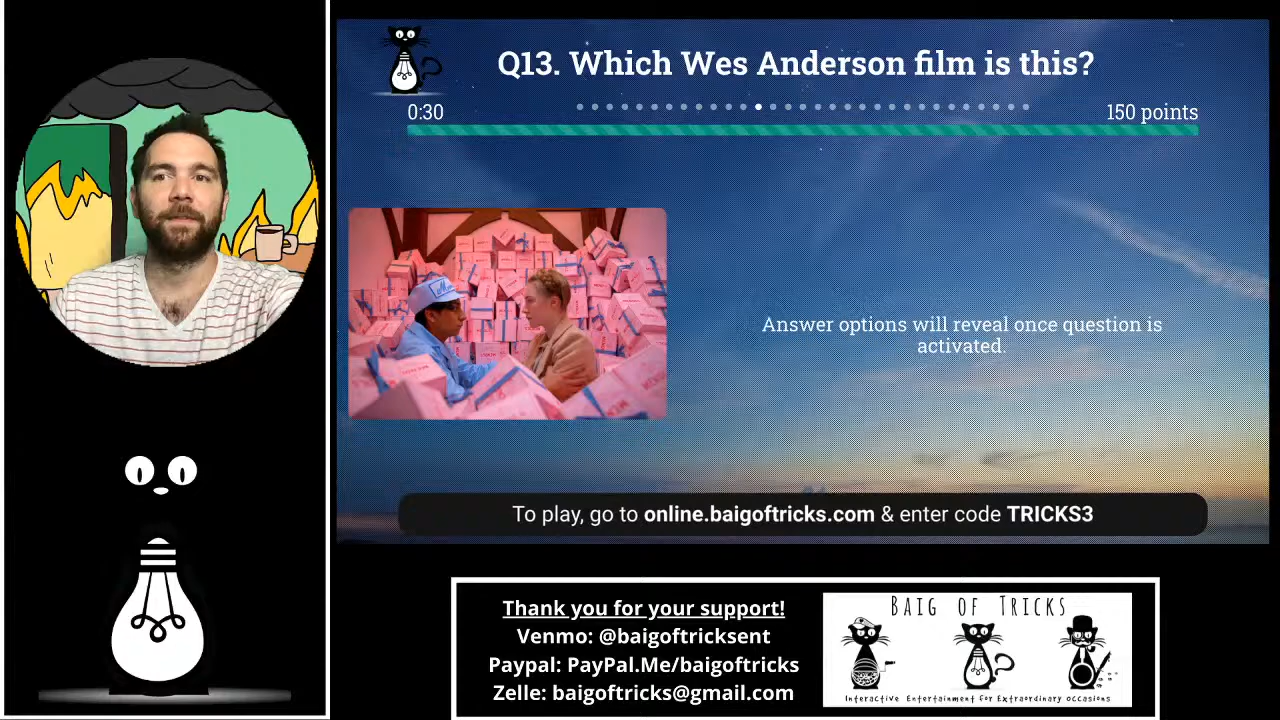 Q13. Which Wes Anderson film is this?
0:30
150 points
Answer options will reveal once question is
activated.
To play, go to online.baigoftricks.com & enter code TRICKS3
Thank you for your support!
Venmo: @baigoftricksent
Paypal: PayPal.Me/baigoftricks
Zelle: baigoftricks@gmail.com
Baig of Tricks
Interactive Entertainment for Extraordinary Occasions